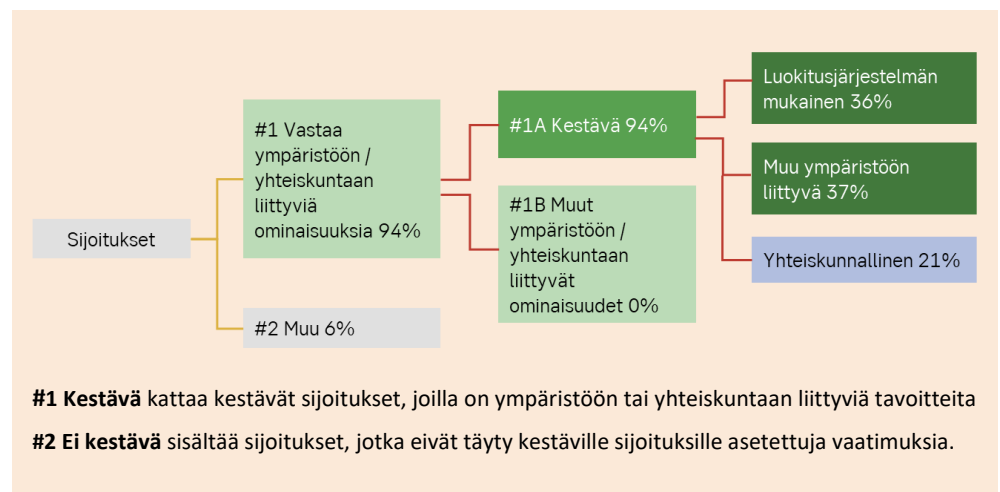 Sijoitukset
#1 Vastaa
ympäristöön /
yhteiskuntaan
liittyviä
ominaisuuksia 94%
#2 Muu 6%
#1A Kestävä 94%
#1B Muut
ympäristöön /
yhteiskuntaan
liittyvät
ominaisuudet 0%
Luokitusjärjestelmän
mukainen 36%
Muu ympäristöön
liittyvä 37%
Yhteiskunnallinen 21%
#1 Kestävä kattaa kestävät sijoitukset, joilla on ympäristöön tai yhteiskuntaan liittyviä tavoitteita
#2 Ei kestävä sisältää sijoitukset, jotka eivät täyty kestäville sijoituksille asetettuja vaatimuksia.